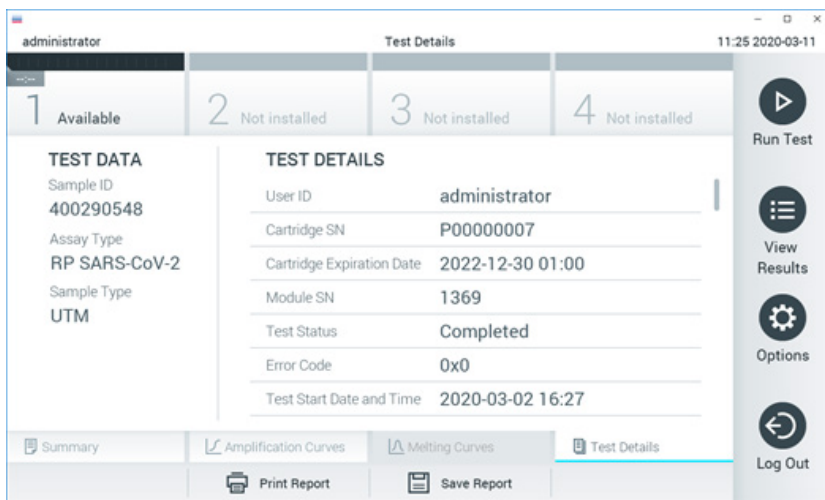 administrator Test Details 11:25 2020-03-11
--:--
1 Available 2 Not installed 3 Not installed 4 Not installed
Run Test
TEST DATA
Sample ID
400290548
Assay Type
RP SARS-CoV-2
Sample Type
UTM
TEST DETAILS
User ID administrator
Cartridge SN P00000007
Cartridge Expiration Date 2022-12-30 01:00
Module SN 1369
Test Status Completed
Error Code 0x0
Test Start Date and Time 2020-03-02 16:27
View
Results
Options
Log Out
Summary Amplification Curves Melting Curves Test Details
Print Report Save Report